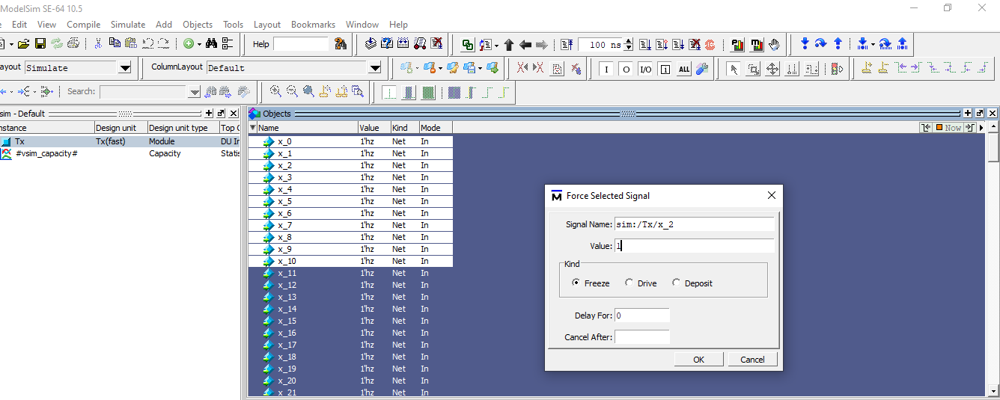 ModelSim SE-64 10.5
e Edit View Compile Simulate Add Objects Tools Layout Bookmarks Window Help
Help 100 ns
ayout Simulate ColumnLayout Default I O I/O ALL
Search:
sim - Default
Objects
nstance Design unit Design unit type Top C
Name Value Kind Mode Now
Tx Tx(fast) Module DU In
#vsim_capacity# Capacity Statis
x_0 1'hz Net In
x_1 1'hz Net In
x_2 1'hz Net In
x_3 1'hz Net In
x_4 1'hz Net In
x_5 1'hz Net In
x_6 1'hz Net In
x_7 1'hz Net In
x_8 1'hz Net In
x_9 1'hz Net In
x_10 1'hz Net In
x_11 1'hz Net In
x_12 1'hz Net In
x_13 1'hz Net In
x_14 1'hz Net In
x_15 1'hz Net In
x_16 1'hz Net In
x_17 1'hz Net In
x_18 1'hz Net In
x_19 1'hz Net In
x_20 1'hz Net In
x_21 1'hz Net In
Force Selected Signal
Signal Name: sim:/Tx/x_2
Value: 1
Kind
Freeze Drive Deposit
Delay For: 0
Cancel After:
OK Cancel